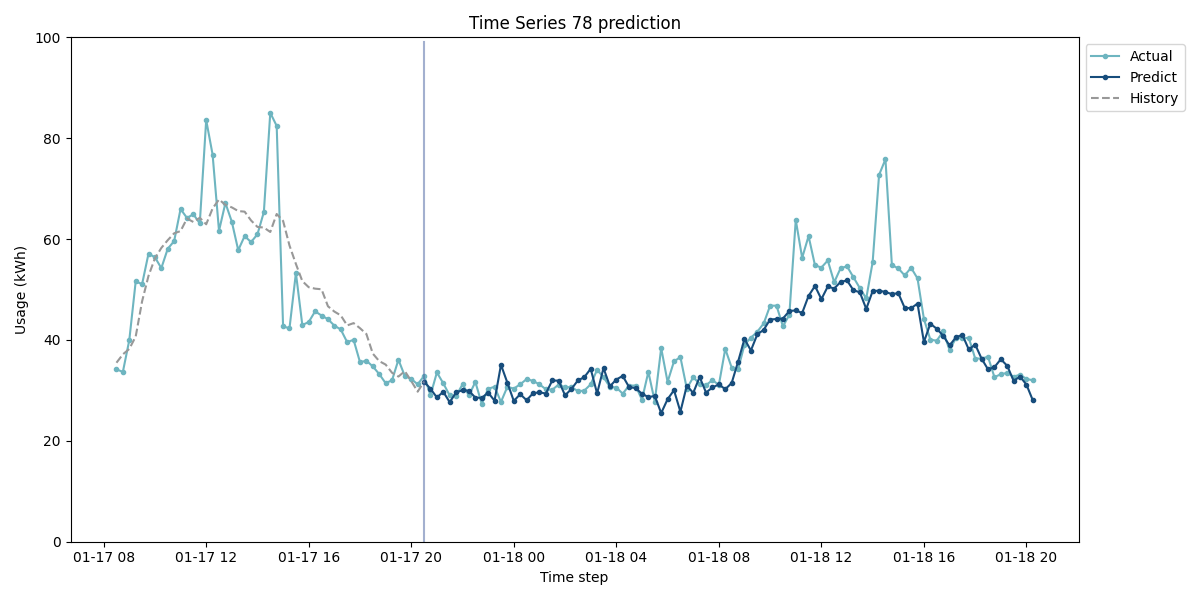 Time Series 78 prediction
Usage (kWh)
100
80
60
40
20
0
01-17 08
01-17 12
01-17 16
01-17 20
01-18 00
01-18 04
01-18 08
01-18 12
01-18 16
01-18 20
Time step
Actual
Predict
History